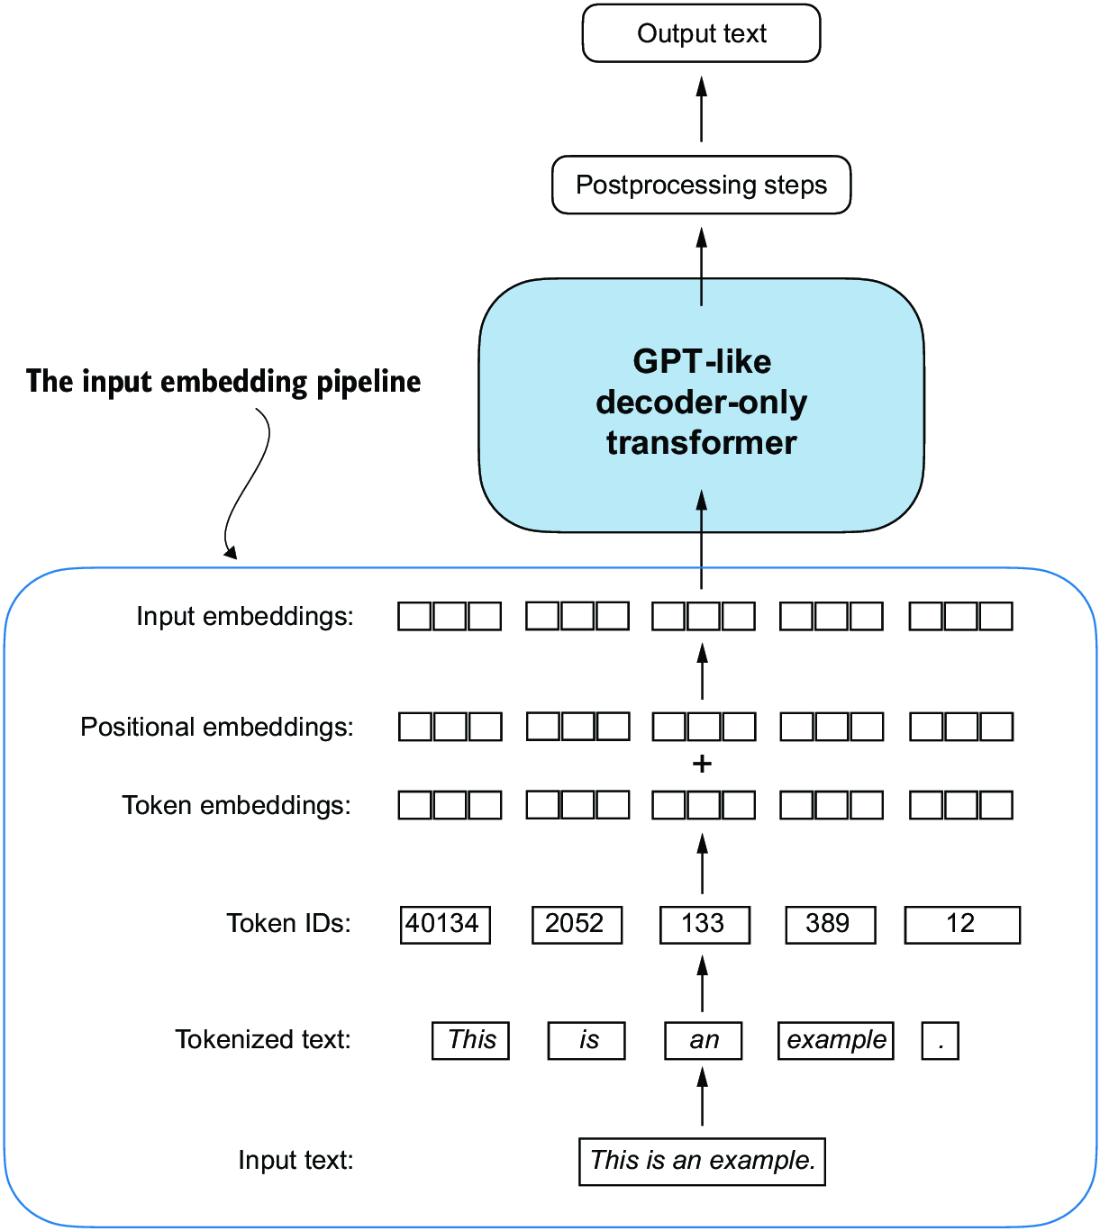 Output text
Postprocessing steps
GPT-like
decoder-only
transformer
The input embedding pipeline
Input embeddings:
Positional embeddings:
+
Token embeddings:
Token IDs: 40134 2052 133 389 12
Tokenized text: This is an example .
Input text: This is an example.